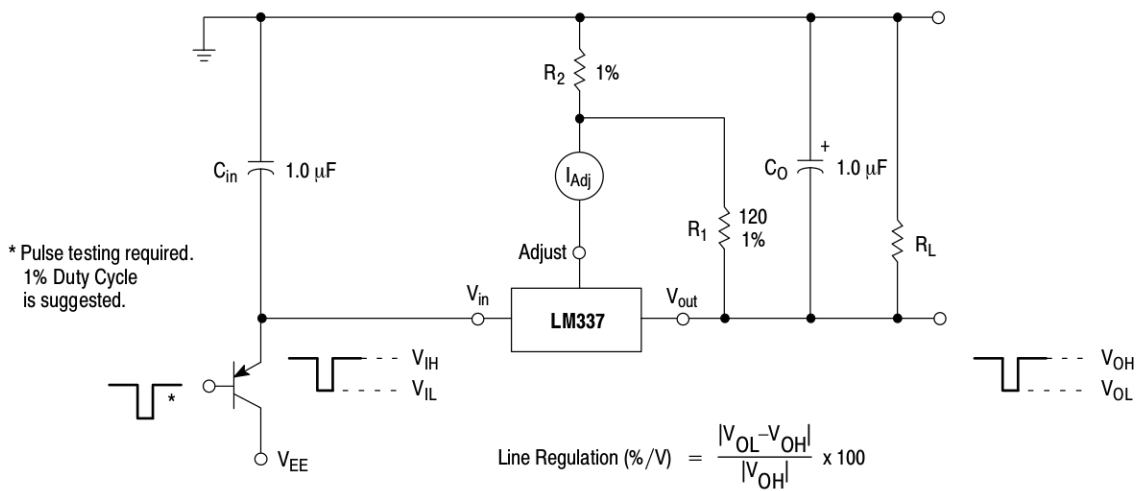 R2 1%
Cin 1.0 μF
IAdj
CO + 1.0 μF
R1 120
1%
RL
* Pulse testing required.
1% Duty Cycle
is suggested.
Adjust
Vin
LM337
Vout
VIH
VIL
*
VEE
VOH
VOL
Line Regulation (%/V) = |VOL–VOH| / |VOH| x 100